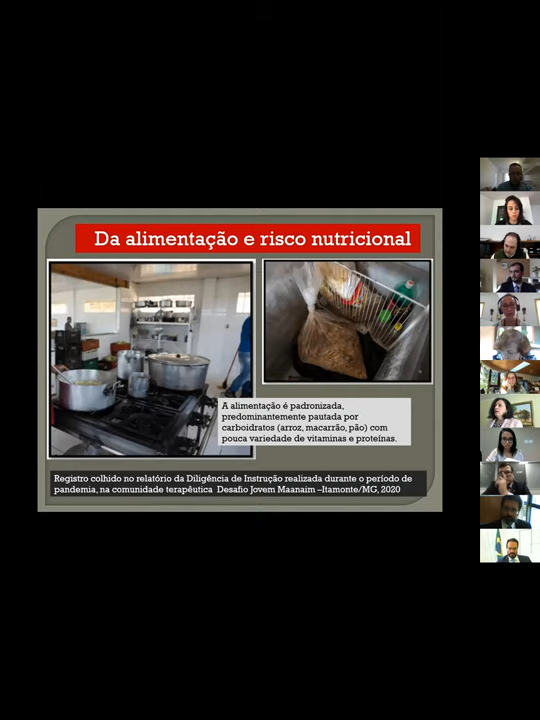 Da alimentação e risco nutricional
A alimentação é padronizada,
predominantemente pautada por
carboidratos (arroz, macarrão, pão) com
pouca variedade de vitaminas e proteínas.
Registro colhido no relatório da Diligência de Instrução realizada durante o período de
pandemia, na comunidade terapêutica  Desafio Jovem Maanaim –Itamonte/MG, 2020